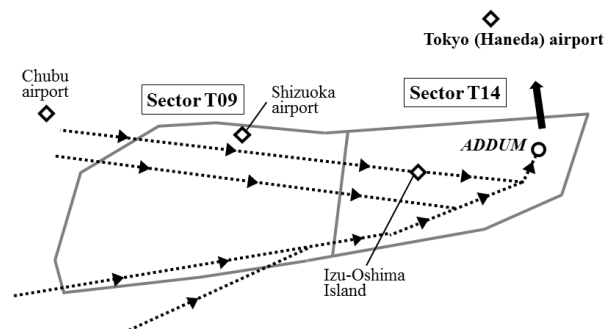 Tokyo (Haneda) airport
Chubu
airport
Sector T09
Shizuoka
airport
Sector T14
ADDUM
Izu-Oshima
Island